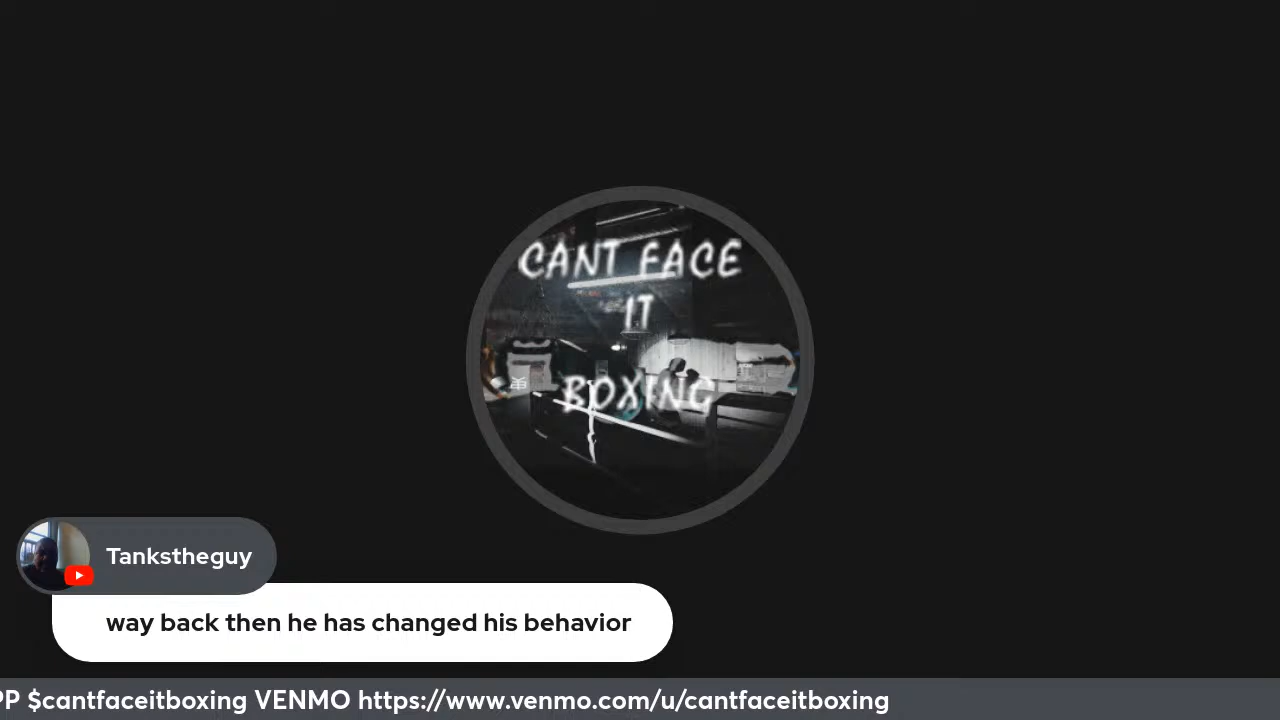 CANT FACE
IT
BOXING
Tankstheguy
way back then he has changed his behavior
PP $cantfaceitboxing VENMO https://www.venmo.com/u/cantfaceitboxing